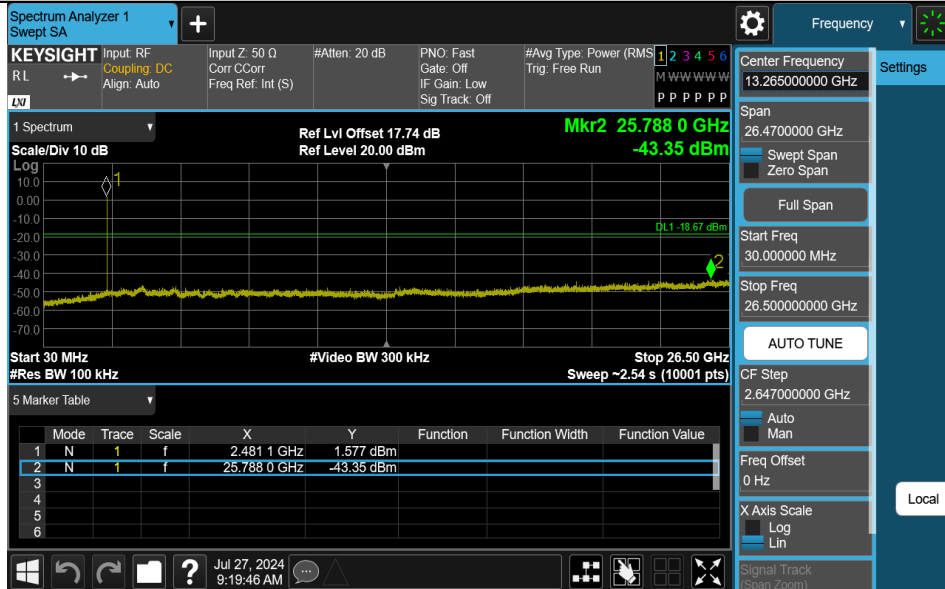 Spectrum Analyzer 1
Swept SA
+
Frequency
KEYSIGHT
RL
LXI
Input: RF
Coupling: DC
Align: Auto
Input Z: 50 Ω
Corr CCorr
Freq Ref: Int (S)
#Atten: 20 dB
PNO: Fast
Gate: Off
IF Gain: Low
Sig Track: Off
#Avg Type: Power (RMS
Trig: Free Run
1 2 3 4 5 6
M W W W W W
P P P P P P
1 Spectrum
Scale/Div 10 dB
Ref Lvl Offset 17.74 dB
Ref Level 20.00 dBm
Mkr2 25.788 0 GHz
-43.35 dBm
Log
10.0
0.00
-10.0
-20.0
-30.0
-40.0
-50.0
-60.0
-70.0
1
DL1 -18.67 dBm
2
Start 30 MHz
#Res BW 100 kHz
#Video BW 300 kHz
Stop 26.50 GHz
Sweep ~2.54 s (10001 pts)
5 Marker Table
Mode Trace Scale X Y Function Function Width Function Value
1 N 1 f 2.481 1 GHz 1.577 dBm
2 N 1 f 25.788 0 GHz -43.35 dBm
3
4
5
6
?
Jul 27, 2024
9:19:46 AM
Center Frequency
13.265000000 GHz
Settings
Span
26.4700000 GHz
Swept Span
Zero Span
Full Span
Start Freq
30.000000 MHz
Stop Freq
26.500000000 GHz
AUTO TUNE
CF Step
2.647000000 GHz
Auto
Man
Freq Offset
0 Hz
Local
X Axis Scale
Log
Lin
Signal Track
(Span Zoom)